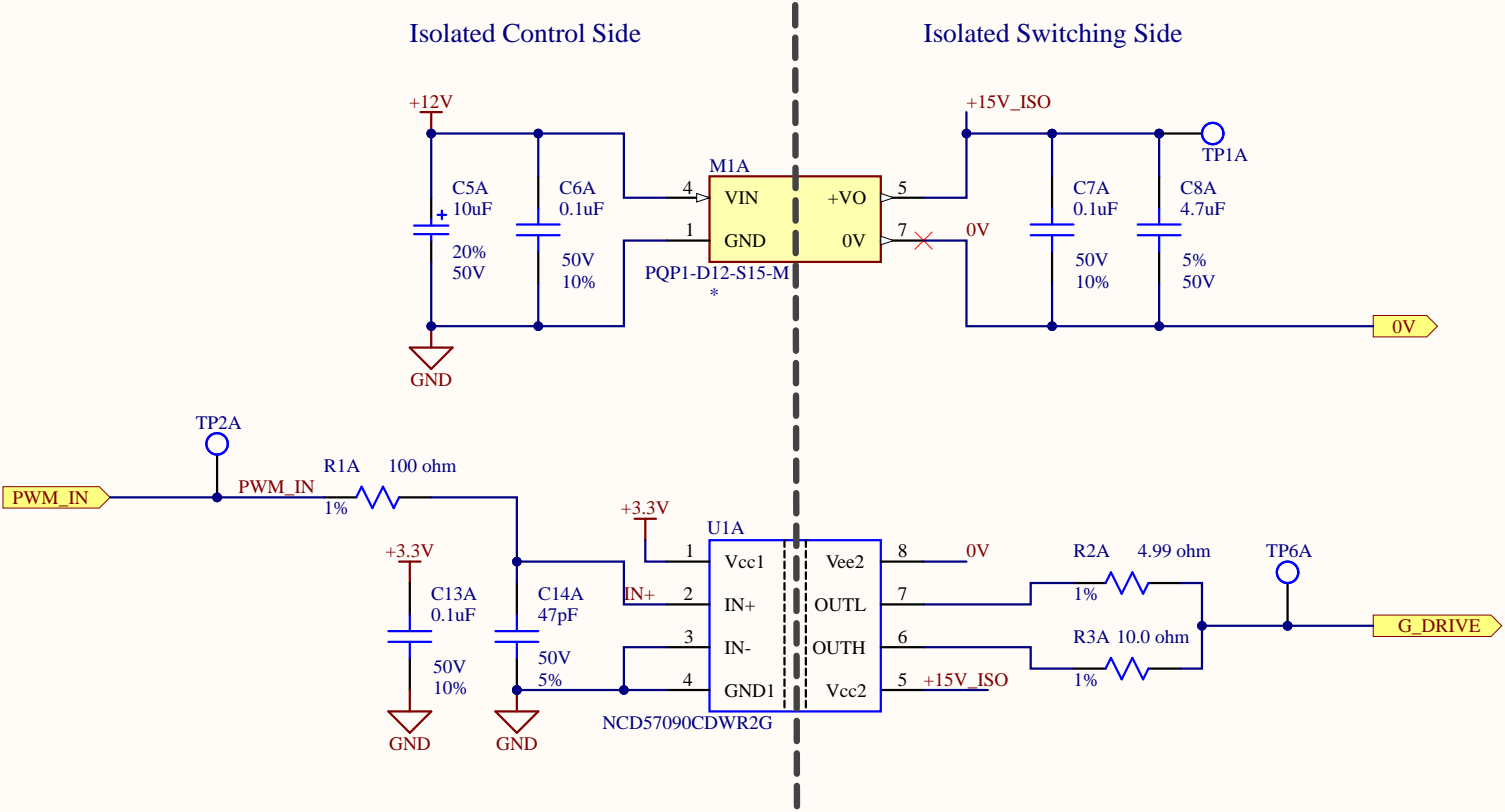 Isolated Control Side
Isolated Switching Side
+12V
+15V_ISO
TP1A
M1A
C5A
10uF
+
20%
50V
C6A
0.1uF
50V
10%
4
VIN
+VO
5
1
GND
0V
7
0V
PQP1-D12-S15-M
*
C7A
0.1uF
50V
10%
C8A
4.7uF
5%
50V
0V
GND
TP2A
PWM_IN
PWM_IN
R1A
100 ohm
1%
+3.3V
U1A
+3.3V
C13A
0.1uF
50V
10%
GND
C14A
47pF
50V
5%
GND
IN+
1
Vcc1
Vee2
8
0V
2
IN+
OUTL
7
3
IN-
OUTH
6
4
GND1
Vcc2
5
+15V_ISO
NCD57090CDWR2G
R2A
4.99 ohm
1%
R3A
10.0 ohm
1%
TP6A
G_DRIVE